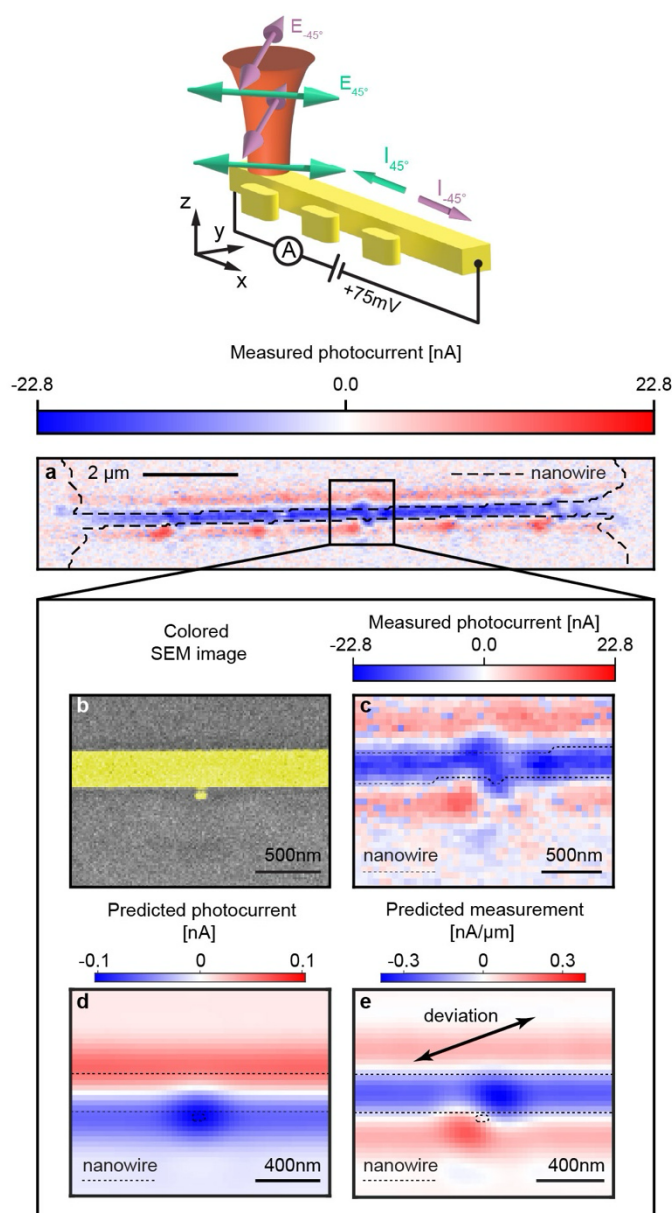 E-45°
E45°
I45°
I-45°
z
y
x
A
+75mV
Measured photocurrent [nA]
-22.8
0.0
22.8
a
2 μm
nanowire
Colored
SEM image
Measured photocurrent [nA]
-22.8
0.0
22.8
b
500nm
c
nanowire
500nm
Predicted photocurrent
[nA]
-0.1
0
0.1
Predicted measurement
[nA/μm]
-0.3
0
0.3
d
nanowire
400nm
e
deviation
nanowire
400nm